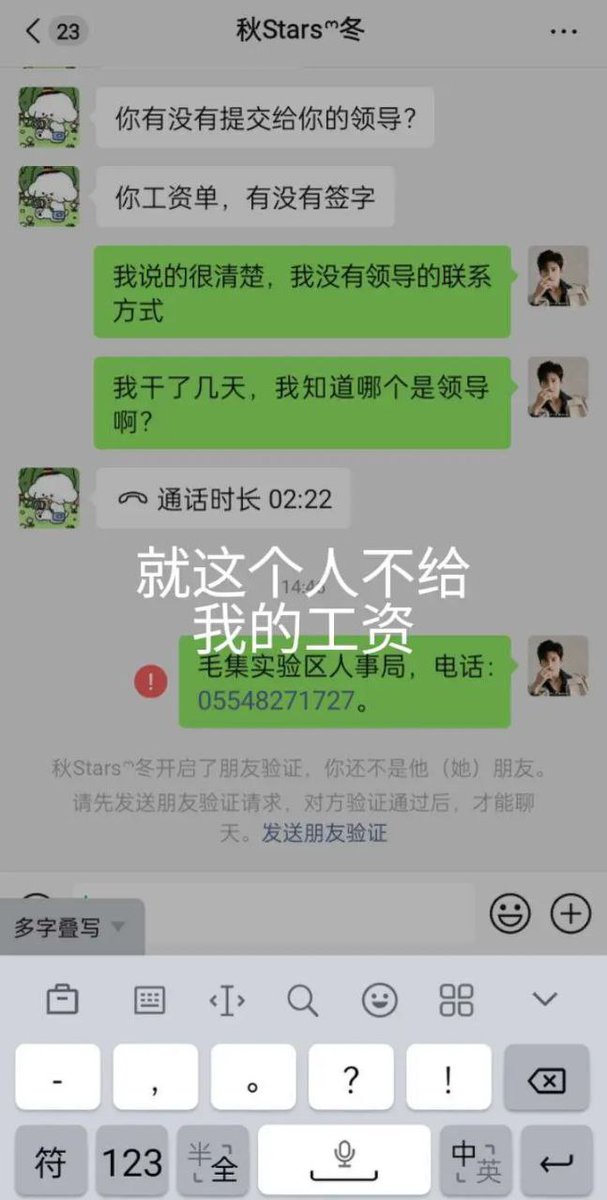 23
秋Starsෆ冬
你有没有提交给你的领导？
你工资单，有没有签字
我说的很清楚，我没有领导的联系
方式
我干了几天，我知道哪个是领导
啊？
通话时长 02:22
就这个人不给
我的工资
毛集实验区人事局，电话：
05548271727。
秋Starsෆ冬开启了朋友验证，你还不是他（她）朋友。
请先发送朋友验证请求，对方验证通过后，才能聊
天。发送朋友验证
多字叠写
- ， 。 ？ ！
符 123 半 全 中 英